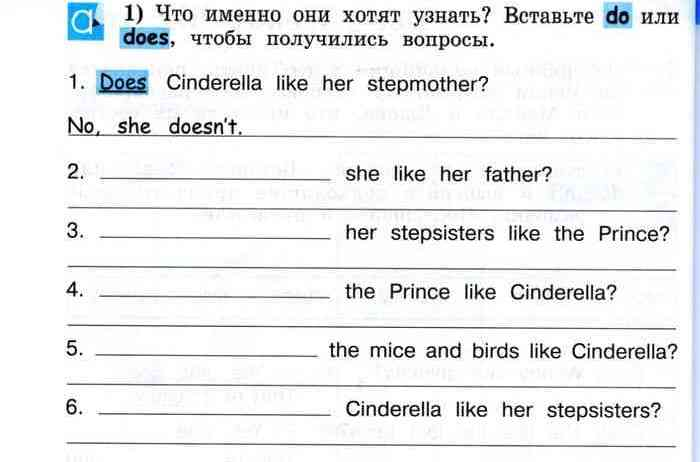 a 1) Что именно они хотят узнать? Вставьте do или
does, чтобы получились вопросы.
1. Does Cinderella like her stepmother?
No, she doesn't.
2. ____________ she like her father?
3. ____________ her stepsisters like the Prince?
4. ____________ the Prince like Cinderella?
5. ____________ the mice and birds like Cinderella?
6. ____________ Cinderella like her stepsisters?